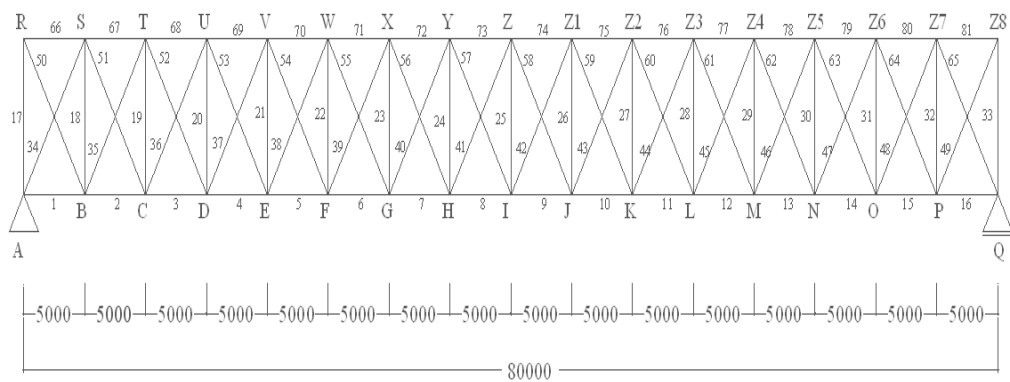 R S T U V W X Y Z Z1 Z2 Z3 Z4 Z5 Z6 Z7 Z8
66 67 68 69 70 71 72 73 74 75 76 77 78 79 80 81
50 51 52 53 54 55 56 57 58 59 60 61 62 63 64 65
17 18 19 20 21 22 23 24 25 26 27 28 29 30 31 32 33
34 35 36 37 38 39 40 41 42 43 44 45 46 47 48 49
1 2 3 4 5 6 7 8 9 10 11 12 13 14 15 16
B C D E F G H I J K L M N O P
A Q
5000 5000 5000 5000 5000 5000 5000 5000 5000 5000 5000 5000 5000 5000 5000 5000
80000